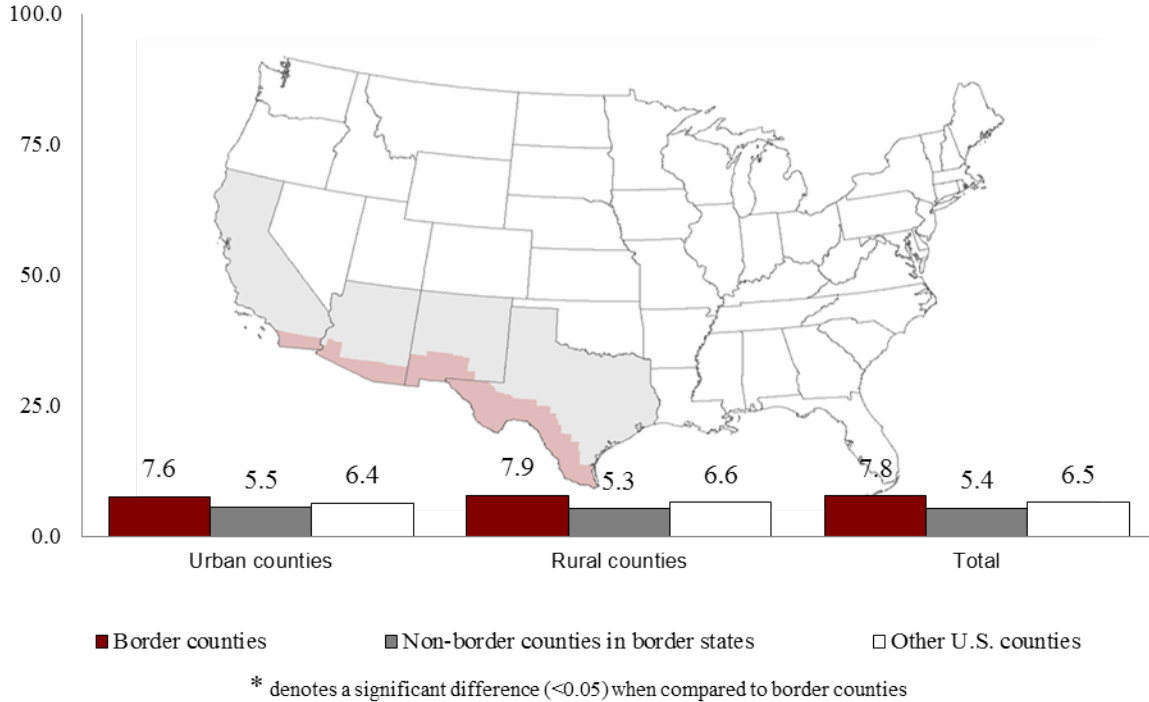 100.0
75.0
50.0
25.0
0.0
7.6 5.5 6.4 7.9 5.3 6.6 7.8 5.4 6.5
Urban counties Rural counties Total
Border counties Non-border counties in border states Other U.S. counties
* denotes a significant difference (<0.05) when compared to border counties